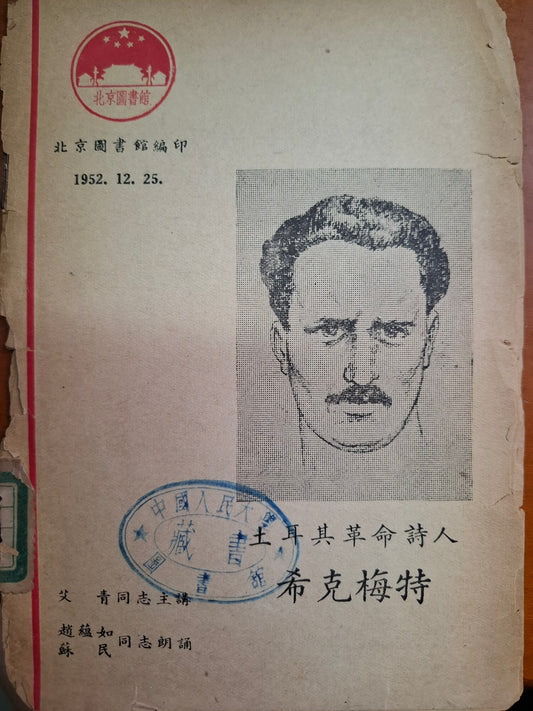 北京圖書館
北京圖書館編印
1952. 12. 25.
土耳其革命詩人
希克梅特
中國人民大學
藏書
圖書館
艾青同志主講
趙蘊如
蘇民
同志朗誦